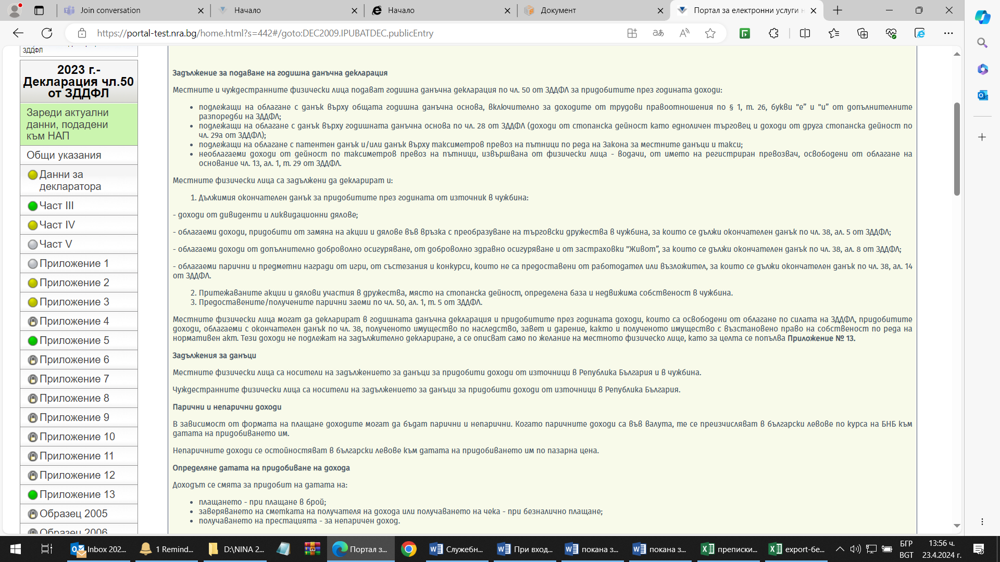 Join conversation
Начало
Начало
Документ
Портал за електронни услуги н
https://portal-test.nra.bg/home.html?s=442#/goto:DEC2009.IPUBATDEC.publicEntry
ЗДДФЛ
2023 г.-
Декларация чл.50
от ЗДДФЛ
Зареди актуални
данни, подадени
към НАП
Общи указания
Данни за
декларатора
Част III
Част IV
Част V
Приложение 1
Приложение 2
Приложение 3
Приложение 4
Приложение 5
Приложение 6
Приложение 7
Приложение 8
Приложение 9
Приложение 10
Приложение 11
Приложение 12
Приложение 13
Образец 2005
Образец 2006
Задължение за подаване на годишна данъчна декларация
Местните и чуждестранните физически лица подават годишна данъчна декларация по чл. 50 от ЗДДФЛ за придобитите през годината доходи:
• подлежащи на облагане с данък върху общата годишна данъчна основа, включително за доходите от трудови правоотношения по § 1, т. 26, букви "е” и "и” от допълнителните
разпоредби на ЗДДФЛ;
• подлежащи на облагане с данък върху годишната данъчна основа по чл. 28 от ЗДДФЛ (доходи от стопанска дейност като едноличен търговец и доходи от друга стопанска дейност по
чл. 29а от ЗДДФЛ);
• подлежащи на облагане с патентен данък и/или данък върху таксиметров превоз на пътници по реда на Закона за местните данъци и такси;
• необлагаеми доходи от дейност по таксиметров превоз на пътници, извършвана от физически лица - водачи, от името на регистриран превозвач, освободени от облагане на
основание чл. 13, ал. 1, т. 29 от ЗДДФЛ.
Местните физически лица са задължени да декларират и:
1. Дължимия окончателен данък за придобитите през годината от източник в чужбина:
- доходи от дивиденти и ликвидационни дялове;
- облагаеми доходи, придобити от замяна на акции и дялове във връзка с преобразуване на търговски дружества в чужбина, за които се дължи окончателен данък по чл. 38, ал. 5 от ЗДДФЛ;
- облагаеми доходи от допълнително доброволно осигуряване, от доброволно здравно осигуряване и от застраховки "Живот”, за които се дължи окончателен данък по чл. 38, ал. 8 от ЗДДФЛ;
- облагаеми парични и предметни награди от игри, от състезания и конкурси, които не са предоставени от работодател или възложител, за които се дължи окончателен данък по чл. 38, ал. 14
от ЗДДФЛ.
2. Притежаваните акции и дялови участия в дружества, място на стопанска дейност, определена база и недвижима собственост в чужбина.
3. Предоставените/получените парични заеми по чл. 50, ал. 1, т. 5 от ЗДДФЛ.
Местните физически лица могат да декларират в годишната данъчна декларация и придобитите през годината доходи, които са освободени от облагане по силата на ЗДДФЛ, придобитите
доходи, облагаеми с окончателен данък по чл. 38, полученото имущество по наследство, завет и дарение, както и полученото имущество с възстановено право на собственост по реда на
нормативен акт. Тези доходи не подлежат на задължително деклариране, а се описват само по желание на местното физическо лице, като за целта се попълва Приложение № 13.
Задължения за данъци
Местните физически лица са носители на задължението за данъци за придобити доходи от източници в Република България и в чужбина.
Чуждестранните физически лица са носители на задължението за данъци за придобити доходи от източници в Република България.
Парични и непарични доходи
В зависимост от формата на плащане доходите могат да бъдат парични и непарични. Когато паричните доходи са във валута, те се преизчисляват в български левове по курса на БНБ към
датата на придобиването им.
Непаричните доходи се остойностяват в български левове към датата на придобиването им по пазарна цена.
Определяне датата на придобиване на дохода
Доходът се смята за придобит на датата на:
• плащането - при плащане в брой;
• заверяването на сметката на получателя на дохода или получаването на чека - при безналично плащане;
• получаването на престацията - за непаричен доход.
Inbox 202...
1 Remind...
D:\NINA 2...
Портал з...
Служебн...
При вход...
покана з...
покана з...
преписки...
export-бе...
БГР
BGT
13:56 ч.
23.4.2024 г.